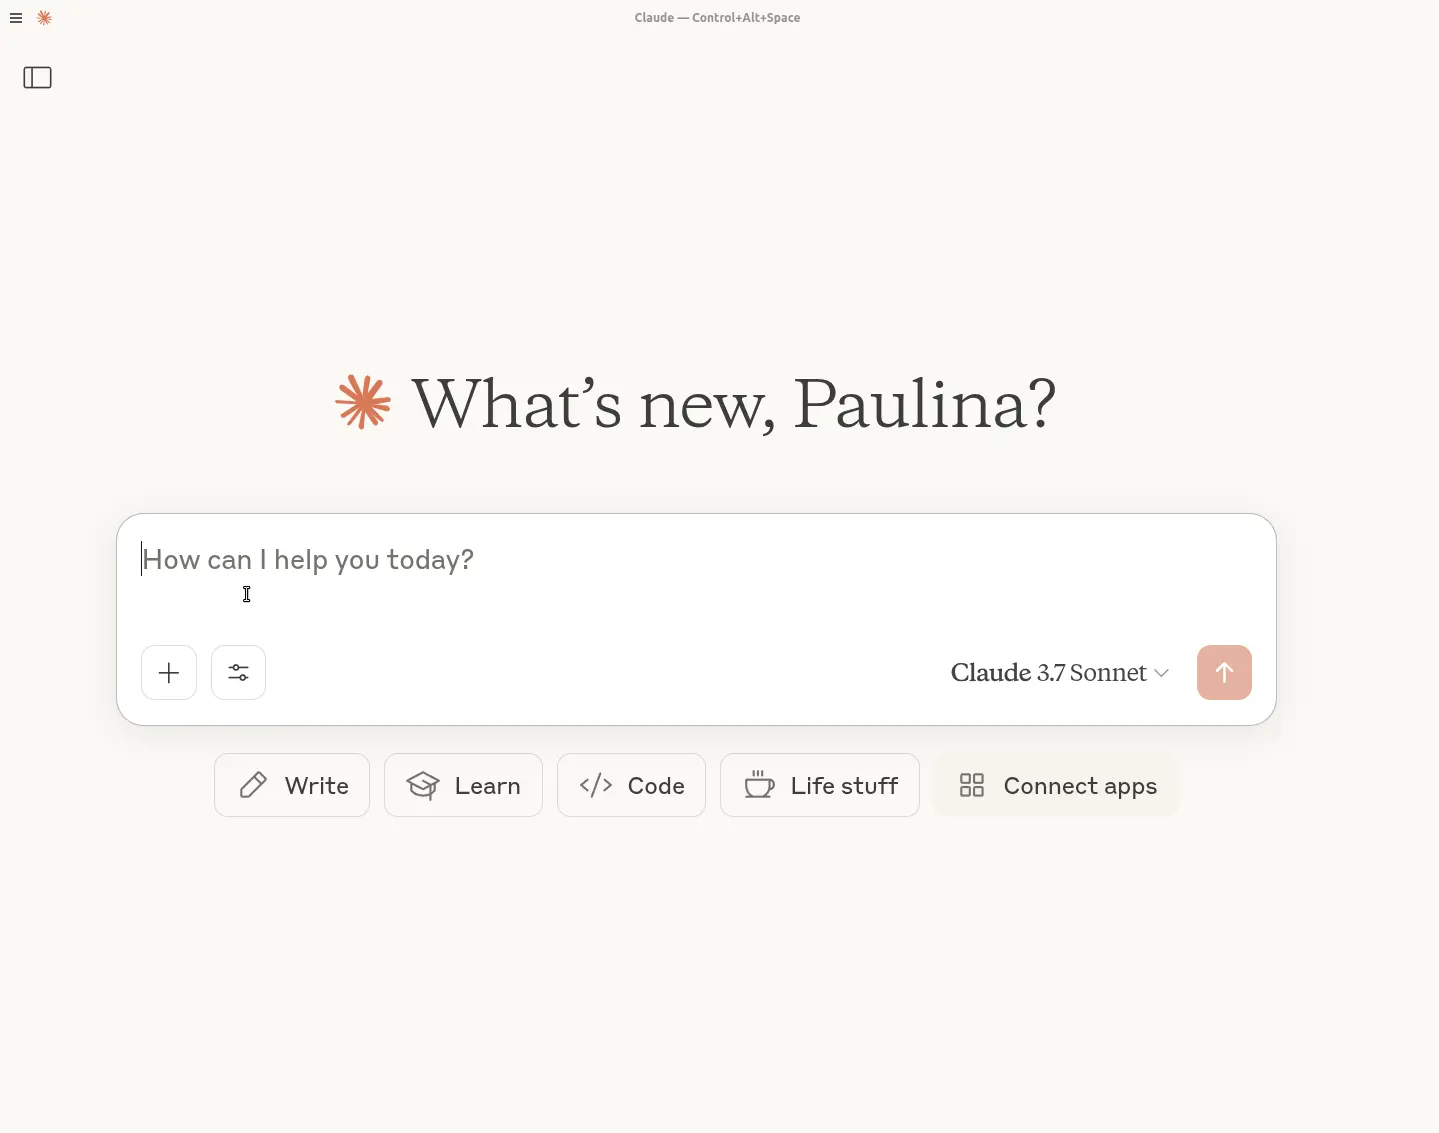 Claude — Control+Alt+Space
What’s new, Paulina?
How can I help you today?
Claude 3.7 Sonnet
Write
Learn
Code
Life stuff
Connect apps